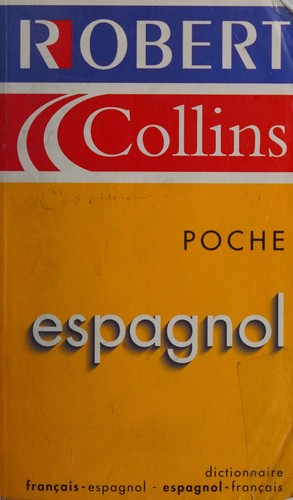 ROBERT
Collins
POCHE
espagnol
dictionnaire
français-espagnol - espagnol-français